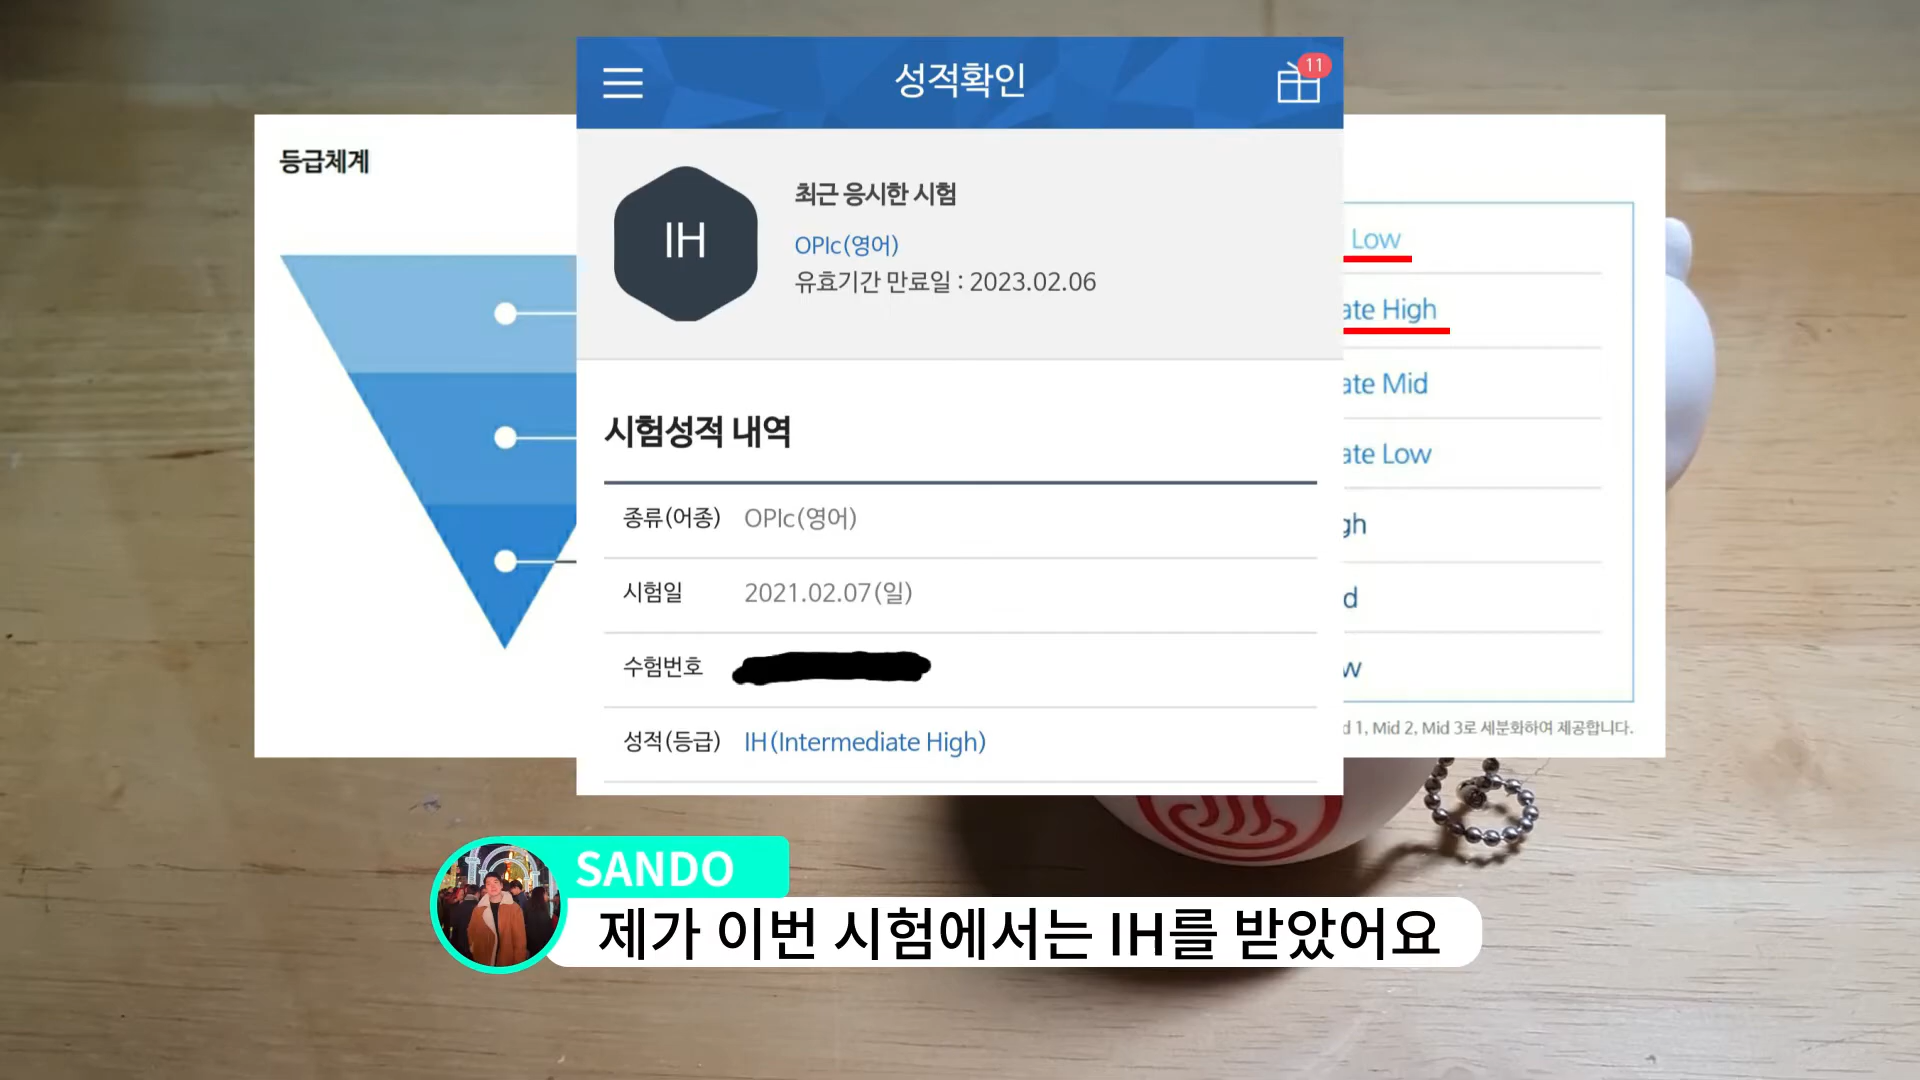 성적확인
11
등급체계
IH
최근 응시한 시험
OPIc(영어)
유효기간 만료일 : 2023.02.06
시험성적 내역
종류(어종) OPIc(영어)
시험일 2021.02.07(일)
수험번호
성적(등급) IH(Intermediate High)
Low
ate High
ate Mid
ate Low
gh
d
w
d 1, Mid 2, Mid 3로 세분화하여 제공합니다.
SANDO
제가 이번 시험에서는 IH를 받았어요